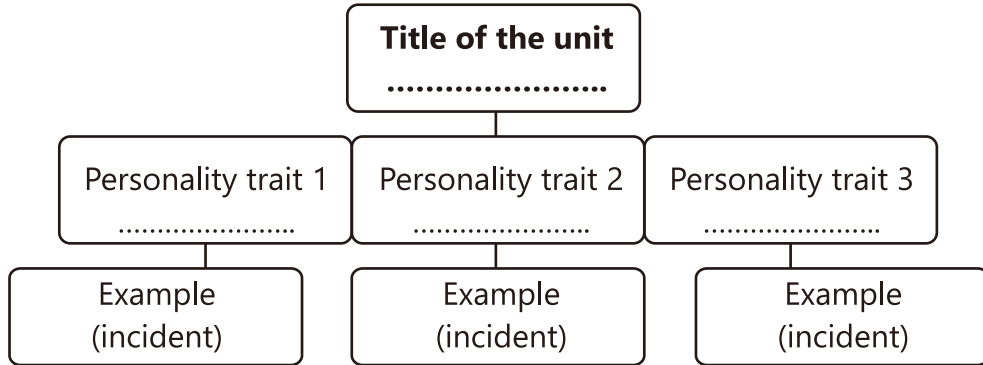 Title of the unit
.......................
Personality trait 1
.......................
Personality trait 2
.......................
Personality trait 3
.......................
Example
(incident)
Example
(incident)
Example
(incident)